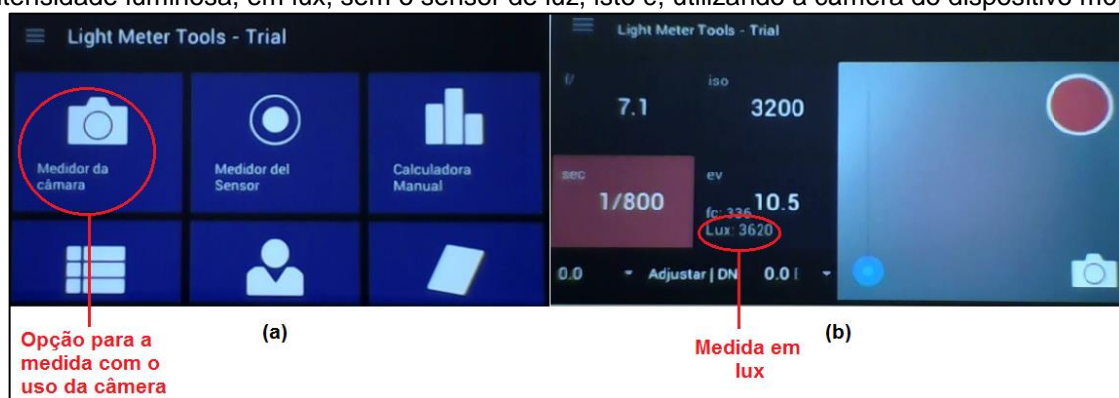 intensidade luminosa, em lux, sem o sensor de luz, isto é, utilizando a câmera do dispositivo
Light Meter Tools - Trial
Medidor da
câmara
Medidor del
Sensor
Calculadora
Manual
Opção para a
medida com o
uso da câmera
(a)
Light Meter Tools - Trial
f/
7.1
iso
3200
sec
1/800
ev
10.5
fc: 336
Lux: 3620
0.0
Adjustar | DN
0.0
Medida em
lux
(b)